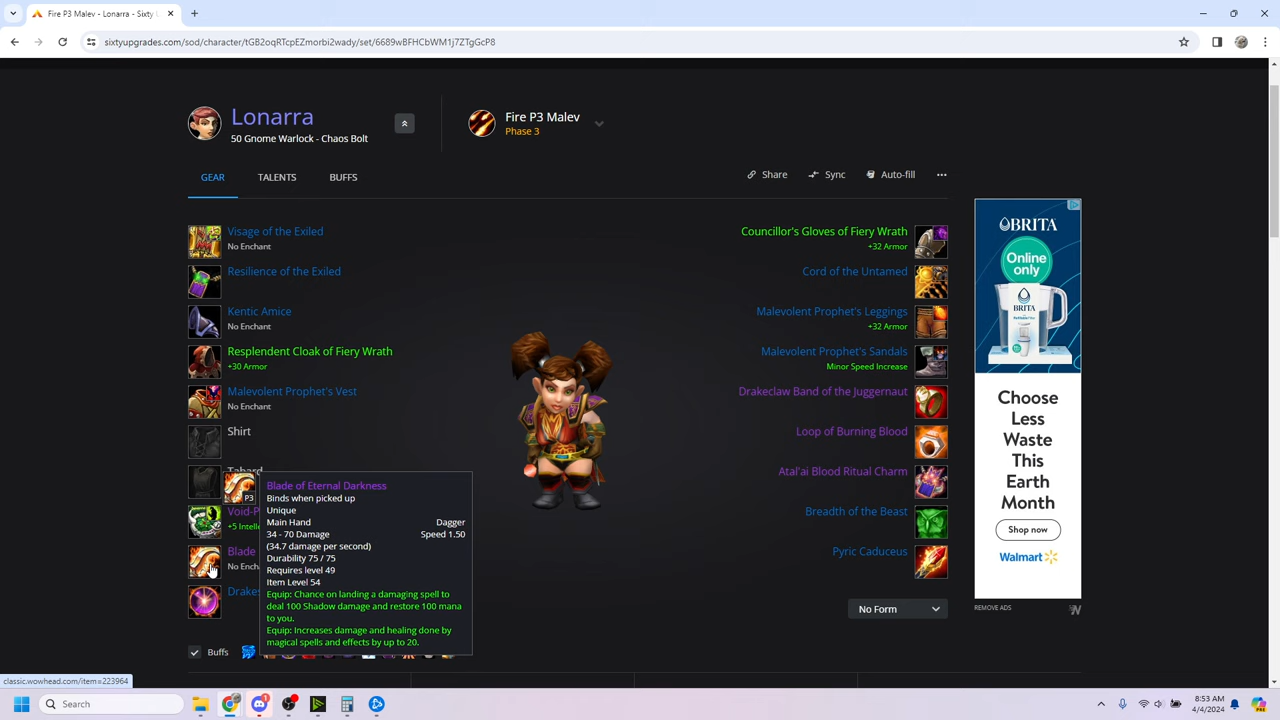 Fire P3 Malev - Lonarra - Sixty U
sixtyupgrades.com/sod/character/tGB2oqRTcpEZmorbi2wady/set/6689wBFHCbWM1j7ZTgGcP8
Lonarra
50 Gnome Warlock - Chaos Bolt
Fire P3 Malev
Phase 3
GEAR
TALENTS
BUFFS
Share
Sync
Auto-fill
Visage of the Exiled
No Enchant
Resilience of the Exiled
Kentic Amice
No Enchant
Resplendent Cloak of Fiery Wrath
+30 Armor
Malevolent Prophet's Vest
No Enchant
Shirt
Tabard
Void-P
+5 Intelle
Blade
No Encha
Drakes
P3
Blade of Eternal Darkness
Binds when picked up
Unique
Main Hand Dagger
34 - 70 Damage Speed 1.50
(34.7 damage per second)
Durability 75 / 75
Requires level 49
Item Level 54
Equip: Chance on landing a damaging spell to
deal 100 Shadow damage and restore 100 mana
to you.
Equip: Increases damage and healing done by
magical spells and effects by up to 20.
Councillor's Gloves of Fiery Wrath
+32 Armor
Cord of the Untamed
Malevolent Prophet's Leggings
+32 Armor
Malevolent Prophet's Sandals
Minor Speed Increase
Drakeclaw Band of the Juggernaut
Loop of Burning Blood
Atal'ai Blood Ritual Charm
Breadth of the Beast
Pyric Caduceus
No Form
Buffs
BRITA
Online
only
BRITA
Choose
Less
Waste
This
Earth
Month
Shop now
Walmart
REMOVE ADS
classic.wowhead.com/item=223964
Search
8:53 AM
4/4/2024